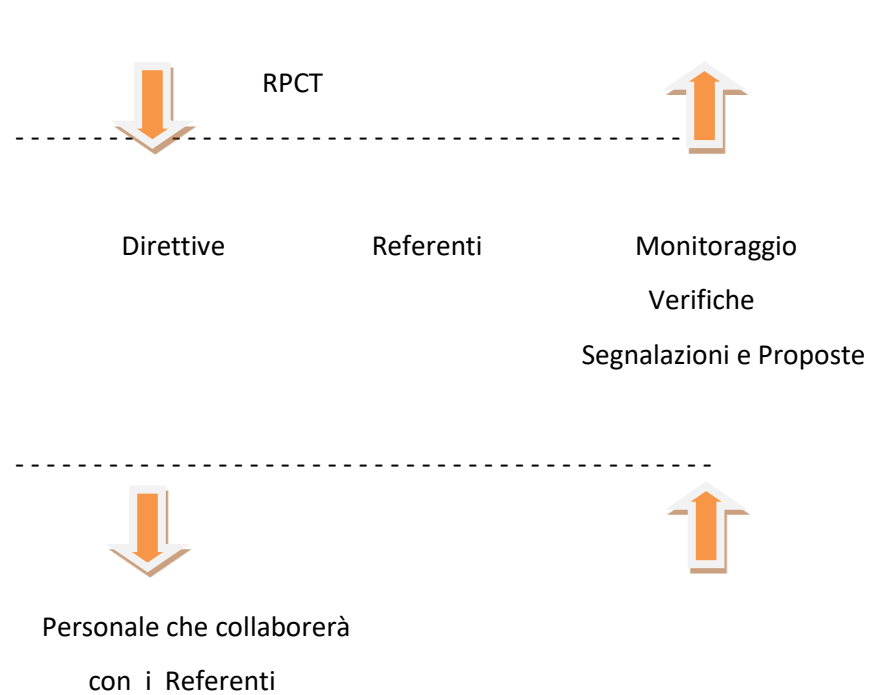 RPCT
- - - - - - - - - - - - - - - - - - - - - - - - - - - - - - - - - - - - - - - - - - - - -
Direttive Referenti Monitoraggio
Verifiche
Segnalazioni e Proposte
- - - - - - - - - - - - - - - - - - - - - - - - - - - - - - - - - - - - - - - - - - - - - - -
Personale che collaborerà
con i Referenti